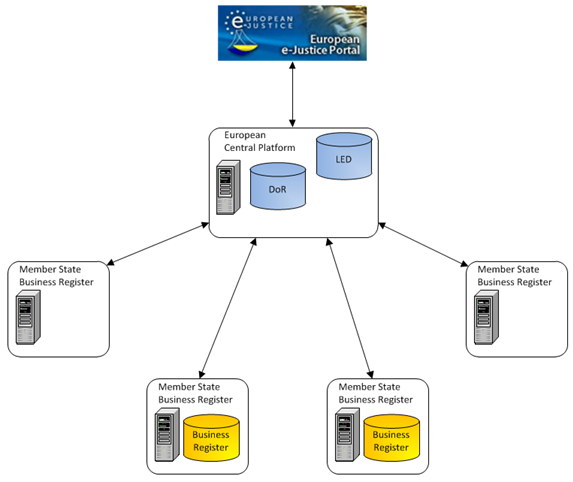 EUROPEAN
e-JUSTICE
European
e-Justice Portal
European
Central Platform
LED
DoR
Member State
Business Register
Member State
Business Register
Member State
Business Register
Business
Register
Member State
Business Register
Business
Register